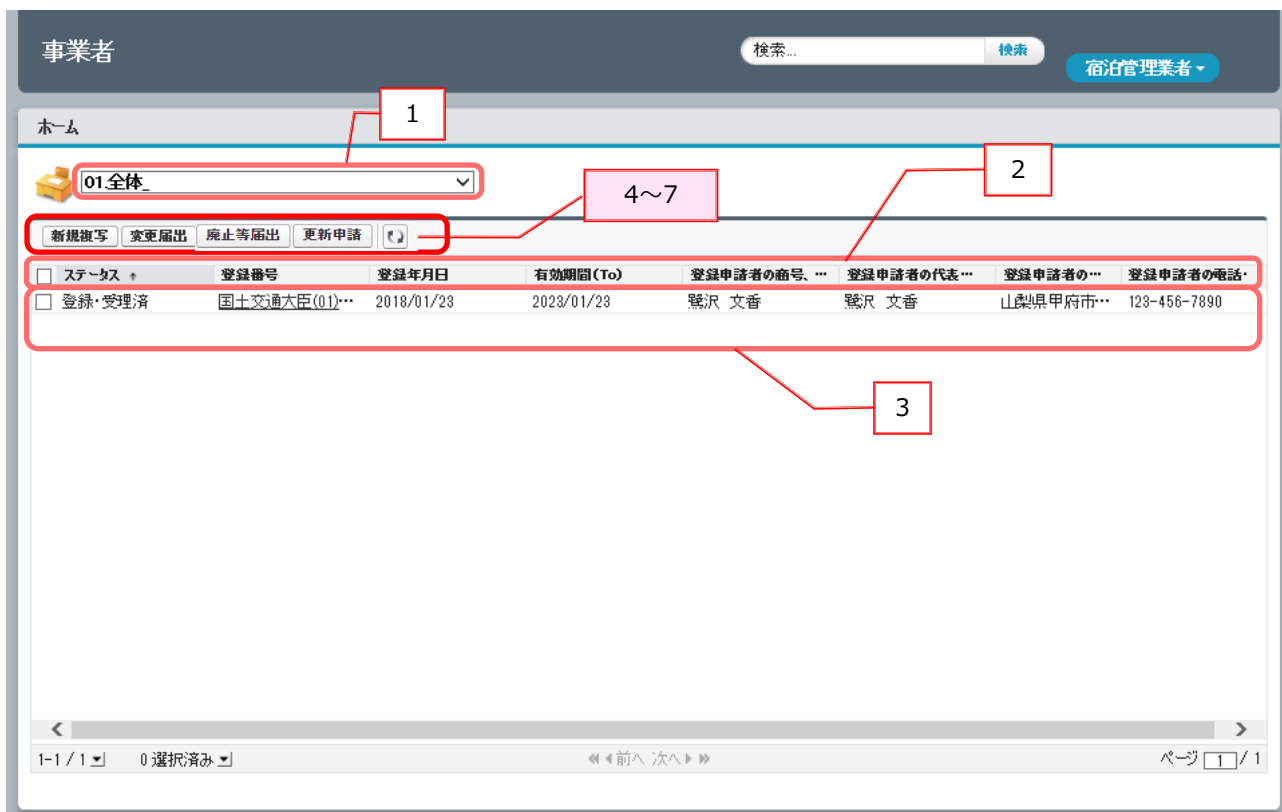 事業者
検索...
検索
宿泊管理業者
1
ホーム
2
01.全体_
4～7
新規複写 変更届出 廃止等届出 更新申請
ステータス 登録番号 登録年月日 有効期間(To) 登録申請者の商号、… 登録申請者の代表… 登録申請者の… 登録申請者の電話・
登録・受理済 国土交通大臣(01)… 2018/01/23 2023/01/23 鷺沢 文香 鷺沢 文香 山梨県甲府市… 123-456-7890
3
1-1 / 1 0 選択済み 前へ 次へ ページ 1 / 1